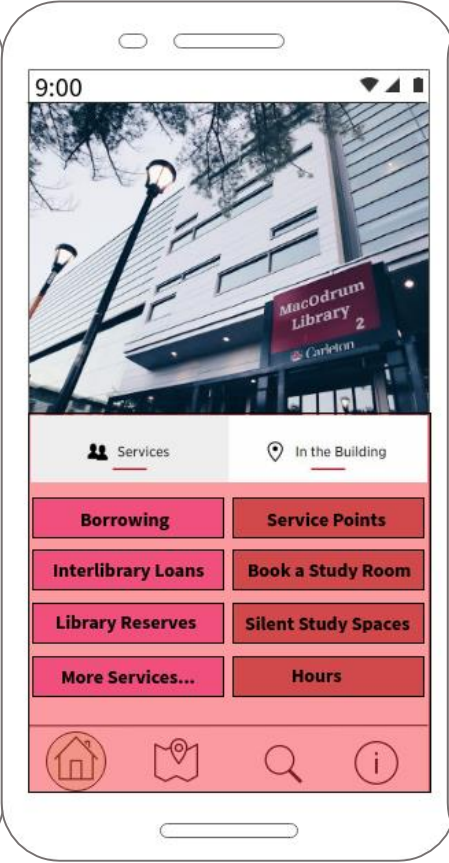 9:00
MacOdrum
Library
2
Carleton
Services
In the Building
Borrowing
Service Points
Interlibrary Loans
Book a Study Room
Library Reserves
Silent Study Spaces
More Services...
Hours
i